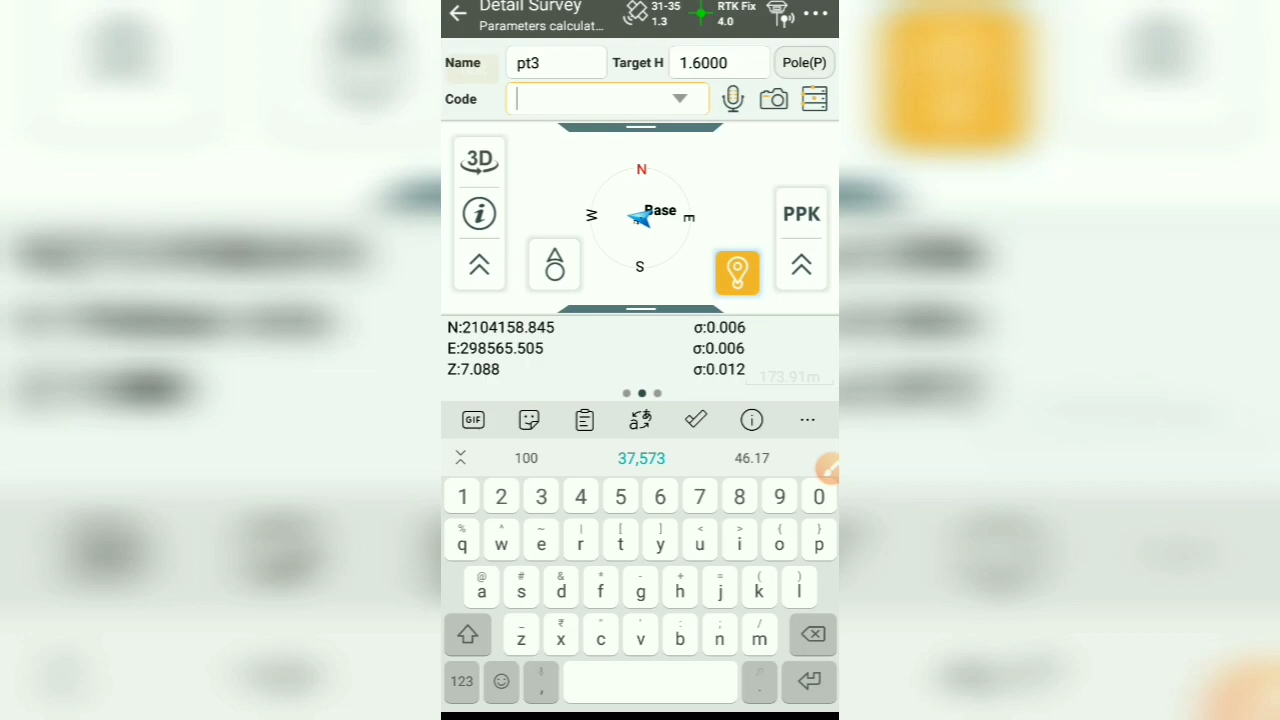 Detail Survey
Parameters calculat...
31-35
1.3
RTK Fix
4.0
Name pt3 Target H 1.6000 Pole(P)
Code
3D
N
W Base E
S
PPK
N:2104158.845 σ:0.006
E:298565.505 σ:0.006
Z:7.088 σ:0.012
173.91m
GIF
100 37,573 46.17
1 2 3 4 5 6 7 8 9 0
% ^ ~ | [ ] < > { }
q w e r t y u i o p
@ # & * - + = ( )
a s d f g h j k l
_ ₹ " ' : ; /
z x c v b n m
123 , .